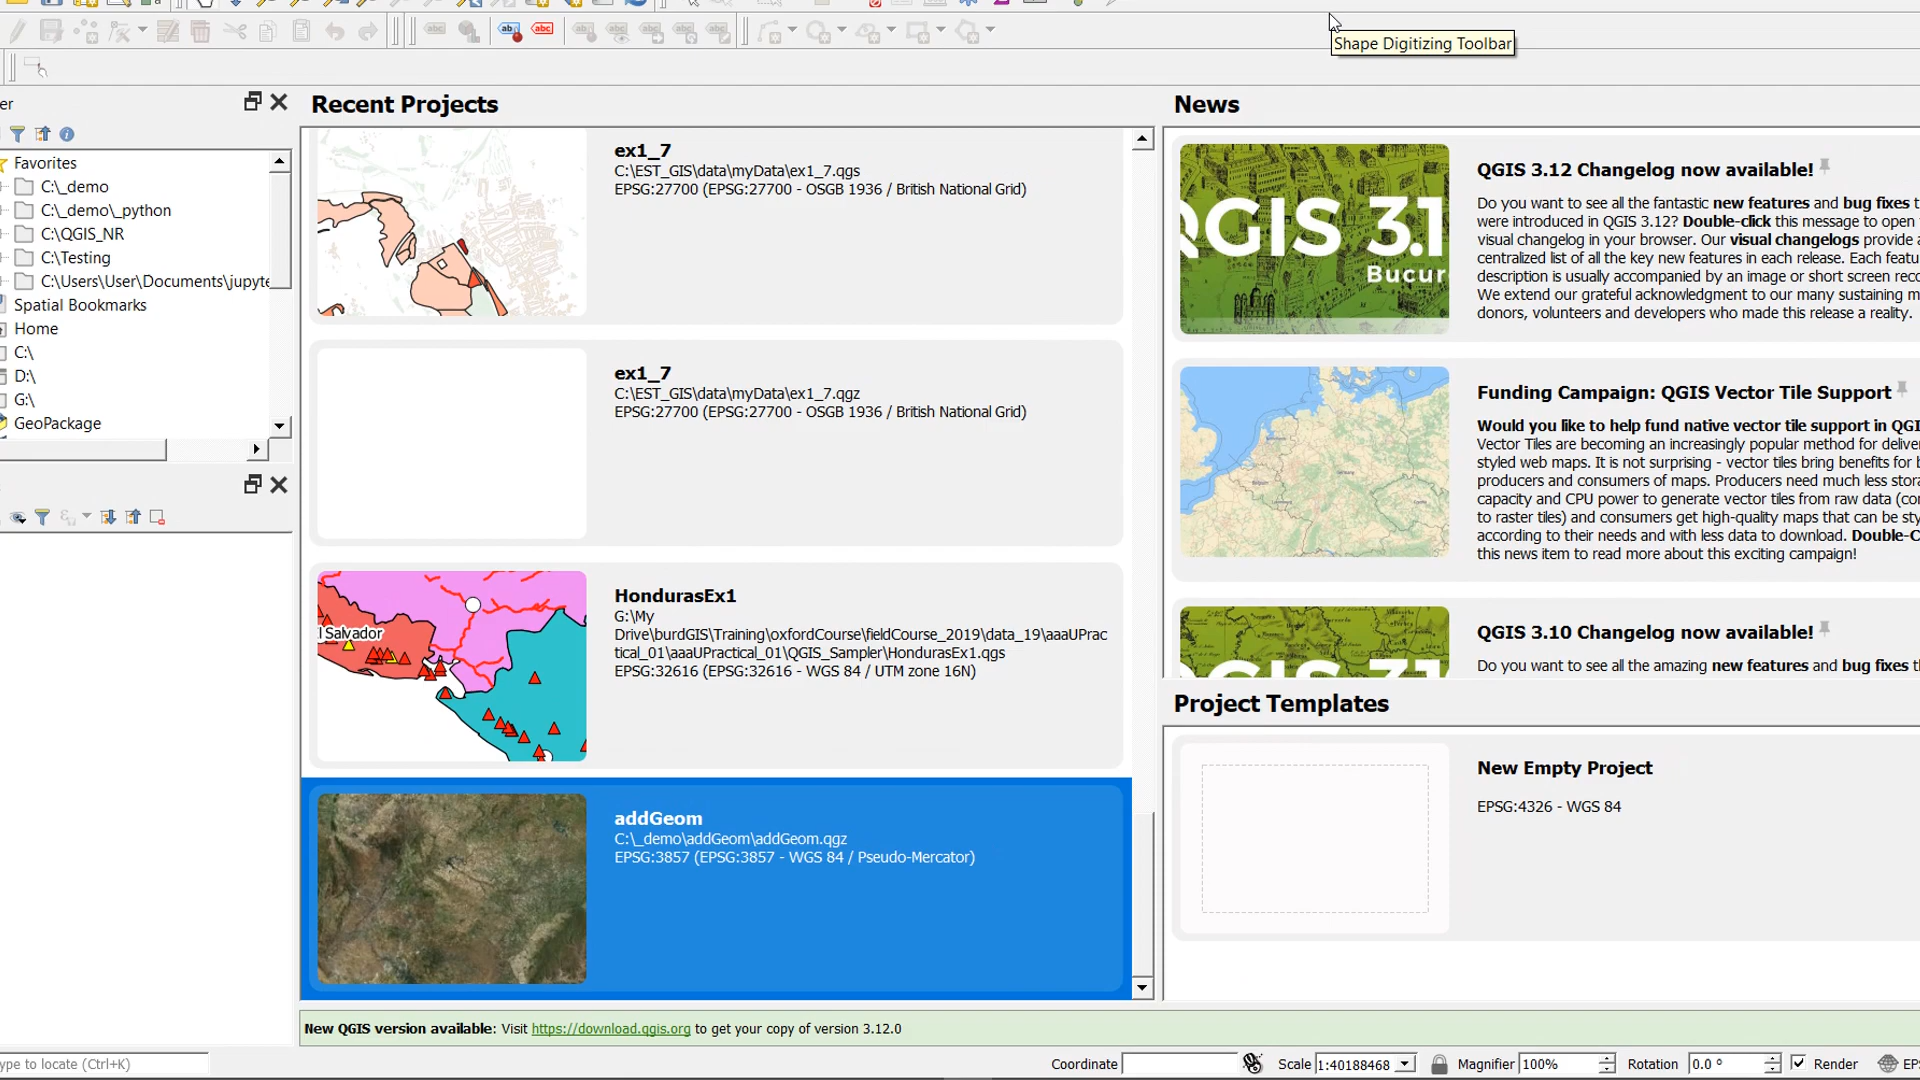 Shape Digitizing Toolbar
abc
ab
abc
er
Recent Projects
News
Favorites
C:\_demo
C:\_demo\_python
C:\QGIS_NR
C:\Testing
C:\Users\User\Documents\jupyte
Spatial Bookmarks
Home
C:\
D:\
G:\
GeoPackage
ex1_7
C:\EST_GIS\data\myData\ex1_7.qgs
EPSG:27700 (EPSG:27700 - OSGB 1936 / British National Grid)
ex1_7
C:\EST_GIS\data\myData\ex1_7.qgz
EPSG:27700 (EPSG:27700 - OSGB 1936 / British National Grid)
l Salvador
HondurasEx1
G:\My
Drive\burdGIS\Training\oxfordCourse\fieldCourse_2019\data_19\aaaUPrac
tical_01\aaaUPractical_01\QGIS_Sampler\HondurasEx1.qgs
EPSG:32616 (EPSG:32616 - WGS 84 / UTM zone 16N)
addGeom
C:\_demo\addGeom\addGeom.qgz
EPSG:3857 (EPSG:3857 - WGS 84 / Pseudo-Mercator)
QGIS 3.1
Bucur
QGIS 3.12 Changelog now available!
Do you want to see all the fantastic new features and bug fixes t
were introduced in QGIS 3.12? Double-click this message to open
visual changelog in your browser. Our visual changelogs provide a
centralized list of all the key new features in each release. Each featu
description is usually accompanied by an image or short screen reco
We extend our grateful acknowledgment to our many sustaining m
donors, volunteers and developers who made this release a reality.
Funding Campaign: QGIS Vector Tile Support
Would you like to help fund native vector tile support in QGI
Vector Tiles are becoming an increasingly popular method for deliver
styled web maps. It is not surprising - vector tiles bring benefits for b
producers and consumers of maps. Producers need much less stora
capacity and CPU power to generate vector tiles from raw data (con
to raster tiles) and consumers get high-quality maps that can be sty
according to their needs and with less data to download. Double-C
this news item to read more about this exciting campaign!
QGIS 3.10 Changelog now available!
Do you want to see all the amazing new features and bug fixes t
Project Templates
New Empty Project
EPSG:4326 - WGS 84
New QGIS version available: Visit https://download.qgis.org to get your copy of version 3.12.0
ype to locate (Ctrl+K)
Coordinate
Scale 1:40188468
Magnifier 100%
Rotation 0.0 °
Render
EPS